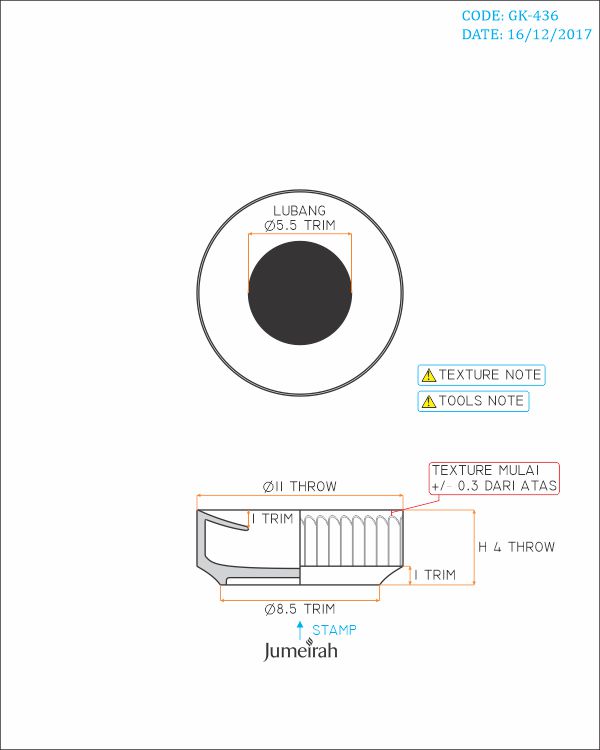 CODE: GK-436
DATE: 16/12/2017
LUBANG
Ø5.5 TRIM
TEXTURE NOTE
TOOLS NOTE
TEXTURE MULAI
+/- 0.3 DARI ATAS
Ø11 THROW
1 TRIM
H 4 THROW
1 TRIM
Ø8.5 TRIM
STAMP
Jumeirah